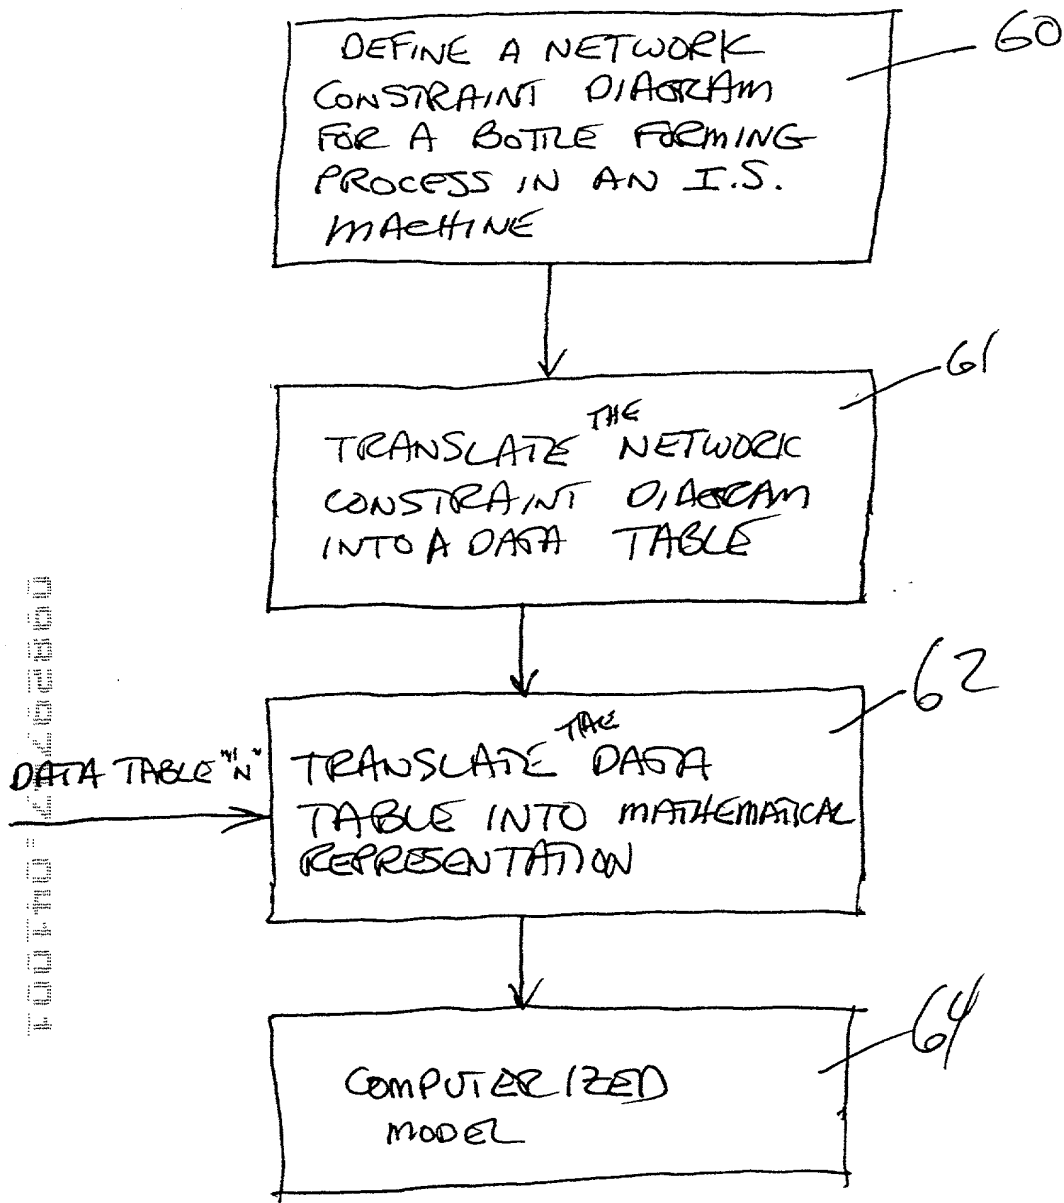 DEFINE A NETWORK
CONSTRAINT DIAGRAM
FOR A BOTTLE FORMING
PROCESS IN AN I.S.
MACHINE
60
TRANSLATE THE NETWORK
CONSTRAINT DIAGRAM
INTO A DATA TABLE
61
DATA TABLE "N"
TRANSLATE THE DATA
TABLE INTO MATHEMATICAL
REPRESENTATION
62
COMPUTERIZED
MODEL
64